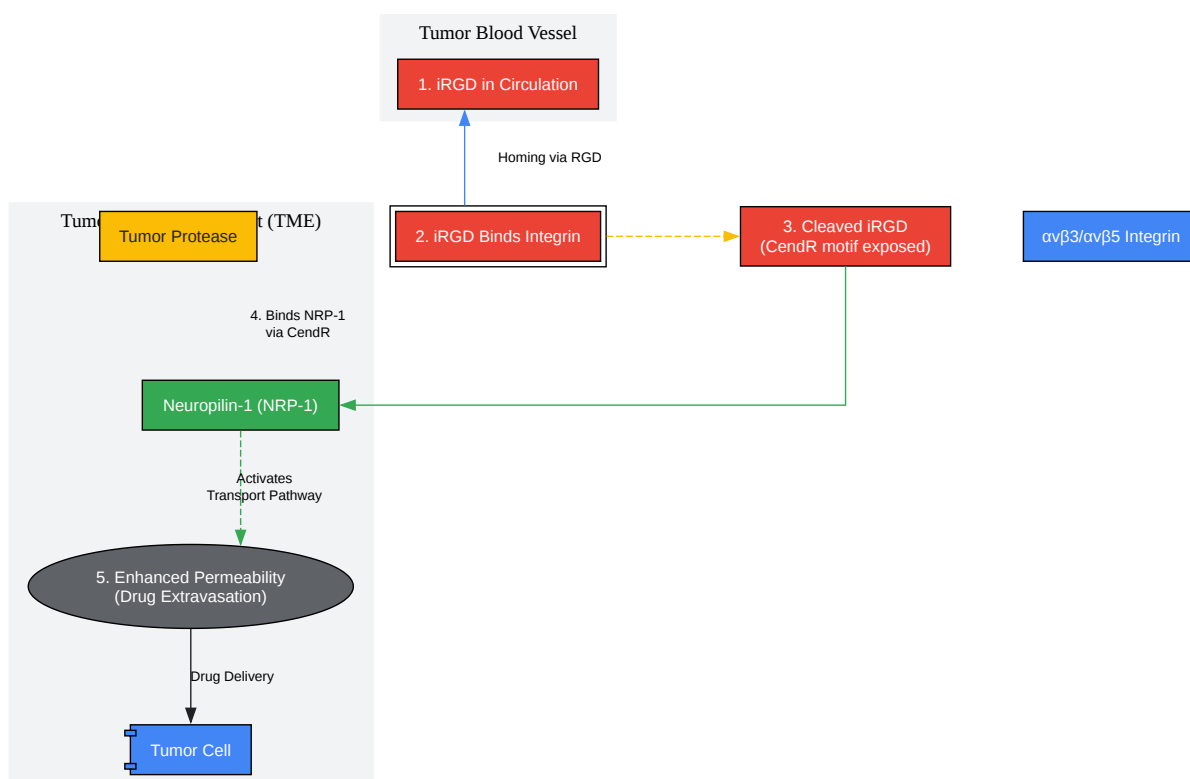 Tumor Blood Vessel
1. iRGD in Circulation
Homing via RGD
t (TME)
Tumor Protease
2. iRGD Binds Integrin
3. Cleaved iRGD
(CendR motif exposed)
αvβ3/αvβ5 Integrin
4. Binds NRP-1
via CendR
Neuropilin-1 (NRP-1)
Activates
Transport Pathway
5. Enhanced Permeability
(Drug Extravasation)
Drug Delivery
Tumor Cell